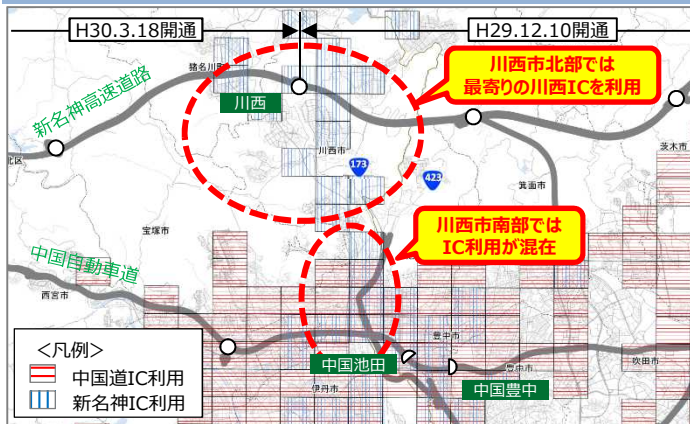 H30.3.18開通
H29.12.10開通
猪名川町
川西市北部では
最寄りの川西ICを利用
川西
新名神高速道路
茨木市
北区
川西市
173
423
箕面市
川西市南部では
IC利用が混在
宝塚市
中国自動車道
西宮市
豊中市
<凡例>
中国道IC利用
新名神IC利用
中国池田
豊中市
吹田市
伊丹市
中国豊中